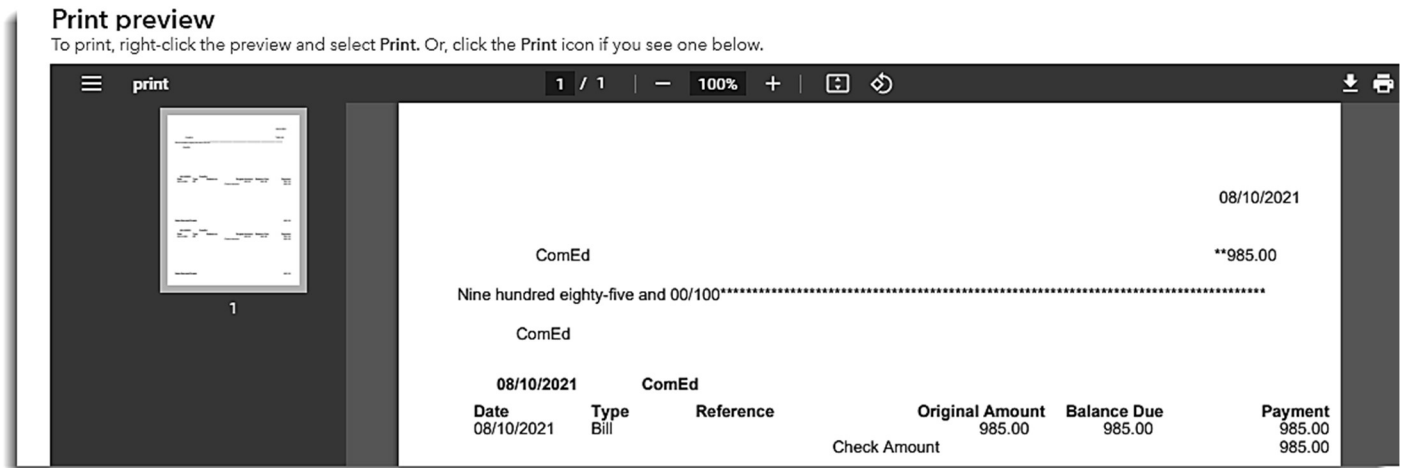 Print preview
To print, right-click the preview and select Print. Or, click the Print icon if you see one below.
print 1 / 1 | − 100% + |
1
08/10/2021
ComEd **985.00
Nine hundred eighty-five and 00/100***********************************************************************************
ComEd
08/10/2021 ComEd
Date Type Reference Original Amount Balance Due Payment
08/10/2021 Bill 985.00 985.00 985.00
Check Amount 985.00